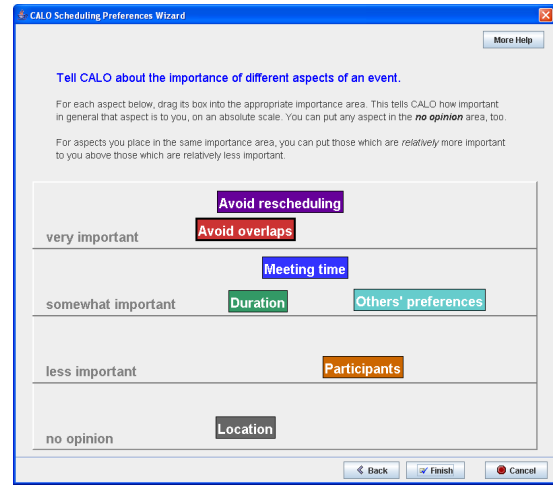 CALO Scheduling Preferences Wizard
More Help
Tell CALO about the importance of different aspects of an event.
For each aspect below, drag its box into the appropriate importance area. This tells CALO how important
in general that aspect is to you, on an absolute scale. You can put any aspect in the no opinion area, too.
For aspects you place in the same importance area, you can put those which are relatively more important
to you above those which are relatively less important.
Avoid rescheduling
Avoid overlaps
very important
Meeting time
Duration
Others' preferences
somewhat important
Participants
less important
Location
no opinion
Back
Finish
Cancel